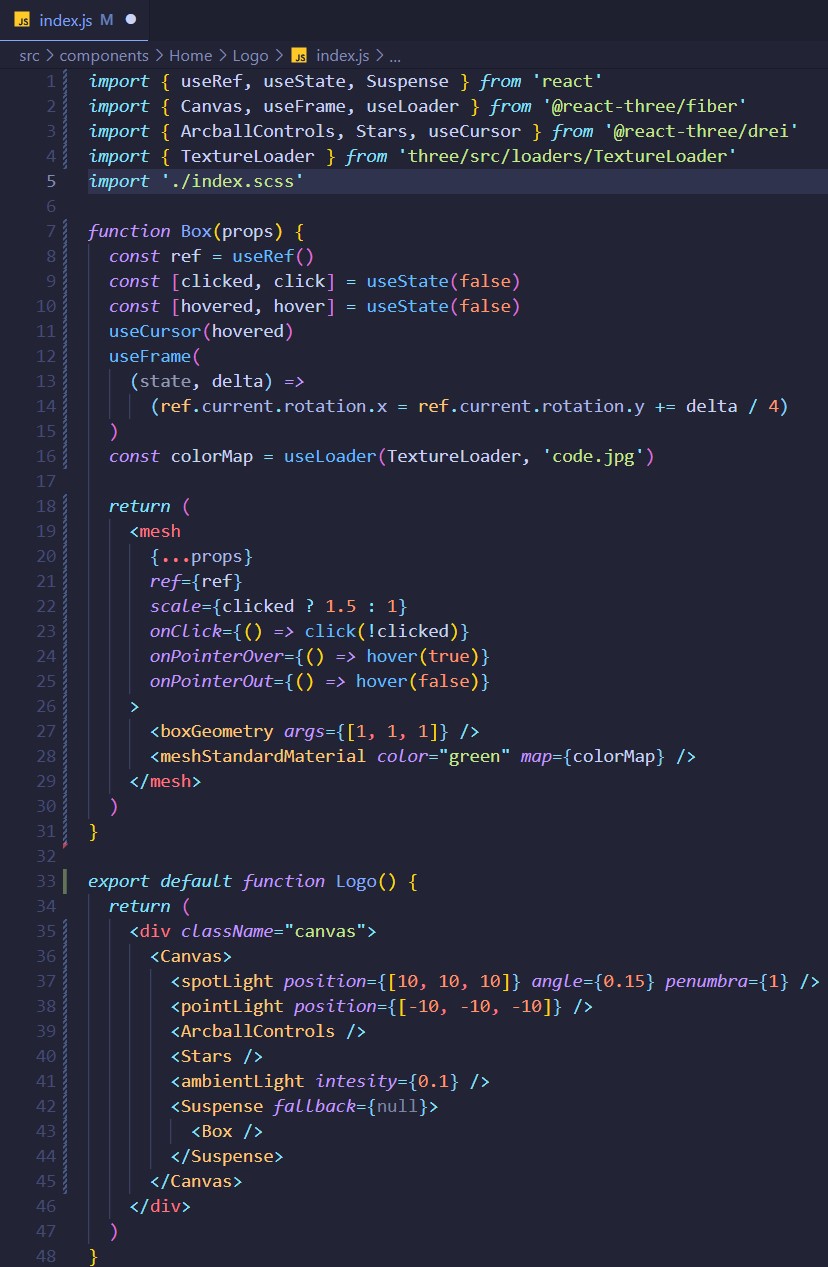 JS index.js M
src > components > Home > Logo > JS index.js > ...
1 import { useRef, useState, Suspense } from 'react'
2 import { Canvas, useFrame, useLoader } from '@react-three/fiber'
3 import { ArcballControls, Stars, useCursor } from '@react-three/drei'
4 import { TextureLoader } from 'three/src/loaders/TextureLoader'
5 import './index.scss'
6
7 function Box(props) {
8   const ref = useRef()
9   const [clicked, click] = useState(false)
10   const [hovered, hover] = useState(false)
11   useCursor(hovered)
12   useFrame(
13     (state, delta) =>
14       (ref.current.rotation.x = ref.current.rotation.y += delta / 4)
15   )
16   const colorMap = useLoader(TextureLoader, 'code.jpg')
17
18   return (
19     <mesh
20       {...props}
21       ref={ref}
22       scale={clicked ? 1.5 : 1}
23       onClick={() => click(!clicked)}
24       onPointerOver={() => hover(true)}
25       onPointerOut={() => hover(false)}
26     >
27       <boxGeometry args={[1, 1, 1]} />
28       <meshStandardMaterial color="green" map={colorMap} />
29     </mesh>
30   )
31 }
32
33 export default function Logo() {
34   return (
35     <div className="canvas">
36       <Canvas>
37         <spotLight position={[10, 10, 10]} angle={0.15} penumbra={1} />
38         <pointLight position={[-10, -10, -10]} />
39         <ArcballControls />
40         <Stars />
41         <ambientLight intesity={0.1} />
42         <Suspense fallback={null}>
43           <Box />
44         </Suspense>
45       </Canvas>
46     </div>
47   )
48 }